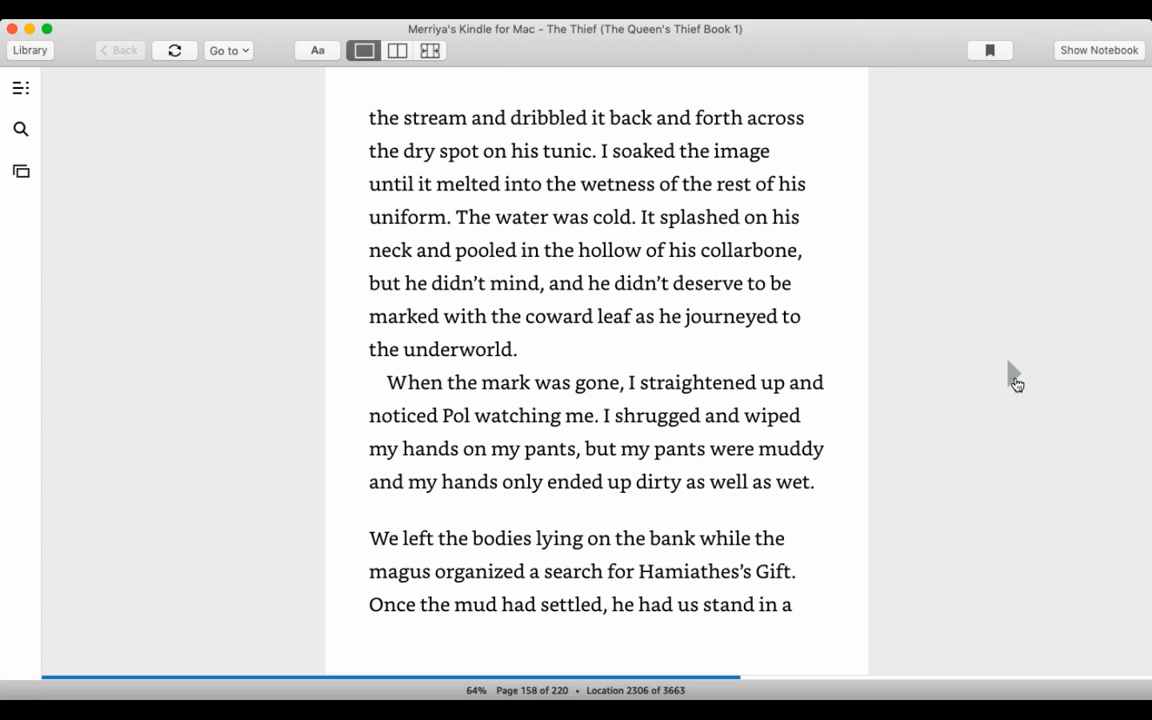 Merriya's Kindle for Mac - The Thief (The Queen's Thief Book 1)
Library
Back
Go to
Aa
Show Notebook
the stream and dribbled it back and forth across
the dry spot on his tunic. I soaked the image
until it melted into the wetness of the rest of his
uniform. The water was cold. It splashed on his
neck and pooled in the hollow of his collarbone,
but he didn’t mind, and he didn’t deserve to be
marked with the coward leaf as he journeyed to
the underworld.
When the mark was gone, I straightened up and
noticed Pol watching me. I shrugged and wiped
my hands on my pants, but my pants were muddy
and my hands only ended up dirty as well as wet.
We left the bodies lying on the bank while the
magus organized a search for Hamiathes’s Gift.
Once the mud had settled, he had us stand in a
64% Page 158 of 220 • Location 2306 of 3663